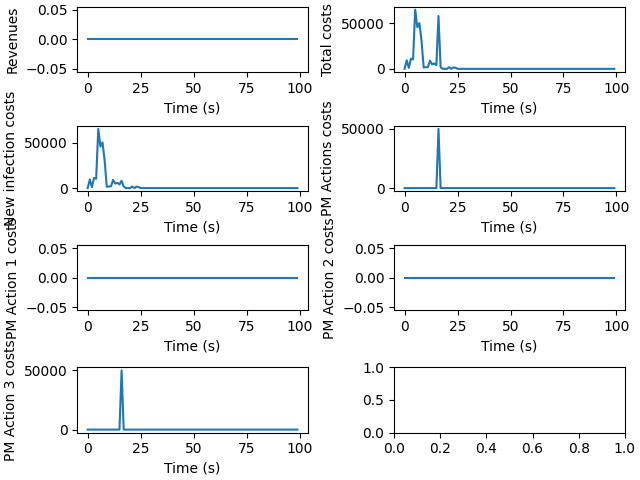 Revenues
0.05
0.00
−0.05
0 25 50 75 100
Time (s)
Total costs
50000
0
0 25 50 75 100
Time (s)
New infection costs
50000
0
0 25 50 75 100
Time (s)
PM Actions costs
50000
0
0 25 50 75 100
Time (s)
PM Action 1 costs
0.05
0.00
−0.05
0 25 50 75 100
Time (s)
PM Action 2 costs
0.05
0.00
−0.05
0 25 50 75 100
Time (s)
PM Action 3 costs
50000
0
0 25 50 75 100
Time (s)
1.0
0.5
0.0
0.0 0.2 0.4 0.6 0.8 1.0